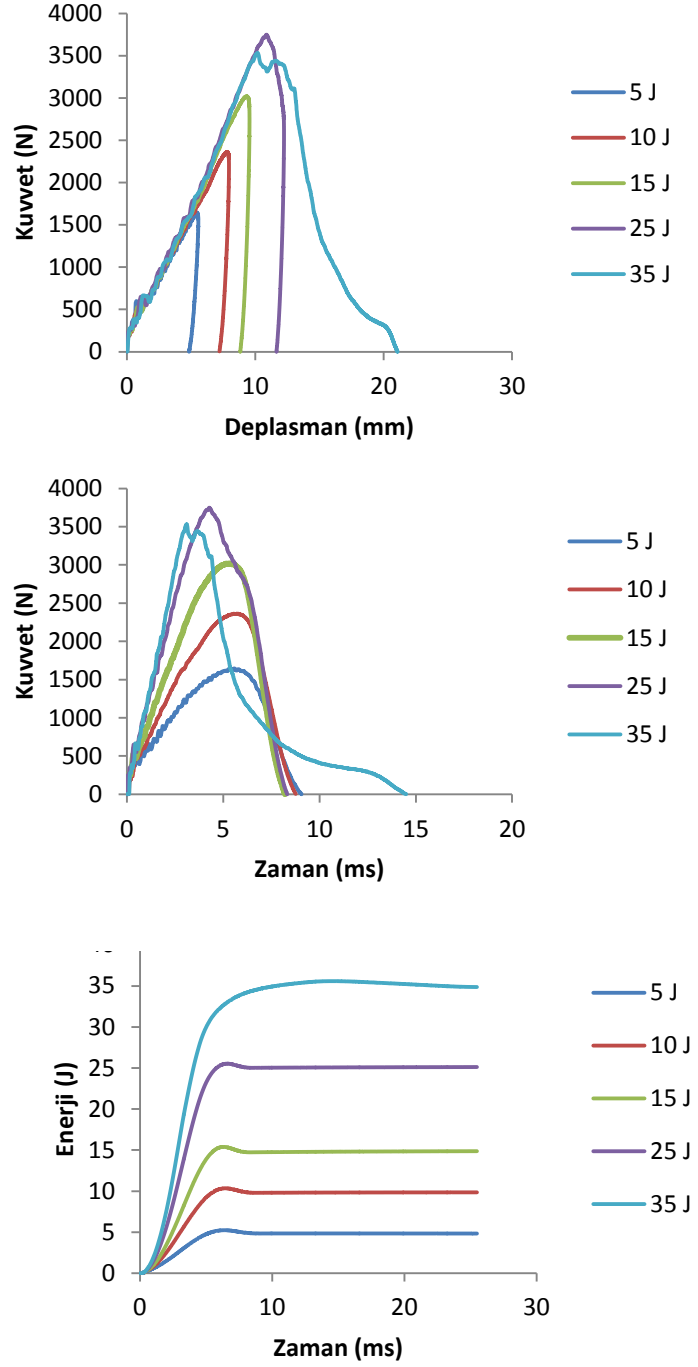 4000
3500
3000
2500
2000
1500
1000
500
0
Kuvvet (N)
0 10 20 30
Deplasman (mm)
5 J
10 J
15 J
25 J
35 J
4000
3500
3000
2500
2000
1500
1000
500
0
Kuvvet (N)
0 5 10 15 20
Zaman (ms)
5 J
10 J
15 J
25 J
35 J
35
30
25
20
15
10
5
0
Enerji (J)
0 10 20 30
Zaman (ms)
5 J
10 J
15 J
25 J
35 J